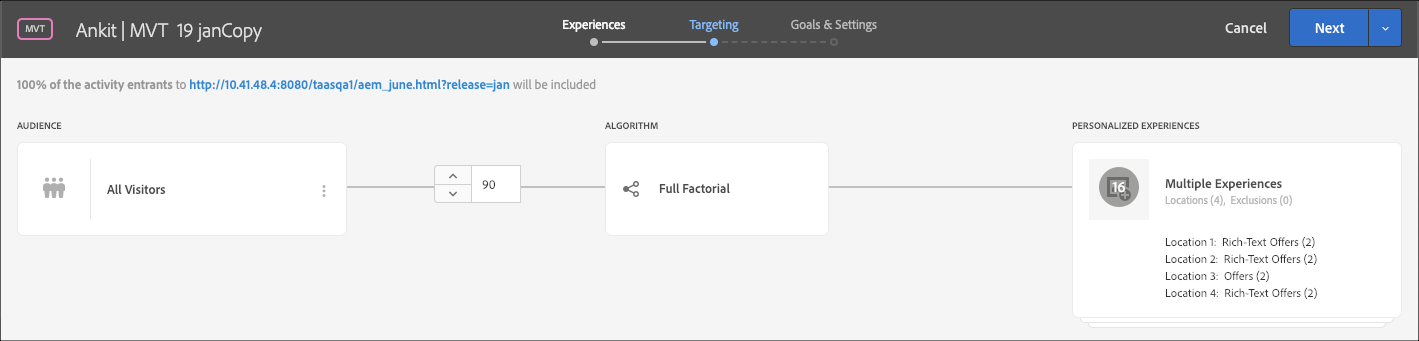 MVT
Ankit | MVT 19 janCopy
Experiences
Targeting
Goals & Settings
Cancel
Next
100% of the activity entrants to http://10.41.48.4:8080/taasqa1/aem_june.html?release=jan will be included
AUDIENCE
ALGORITHM
PERSONALIZED EXPERIENCES
All Visitors
90
Full Factorial
16
Multiple Experiences
Locations (4), Exclusions (0)
Location 1: Rich-Text Offers (2)
Location 2: Rich-Text Offers (2)
Location 3: Offers (2)
Location 4: Rich-Text Offers (2)